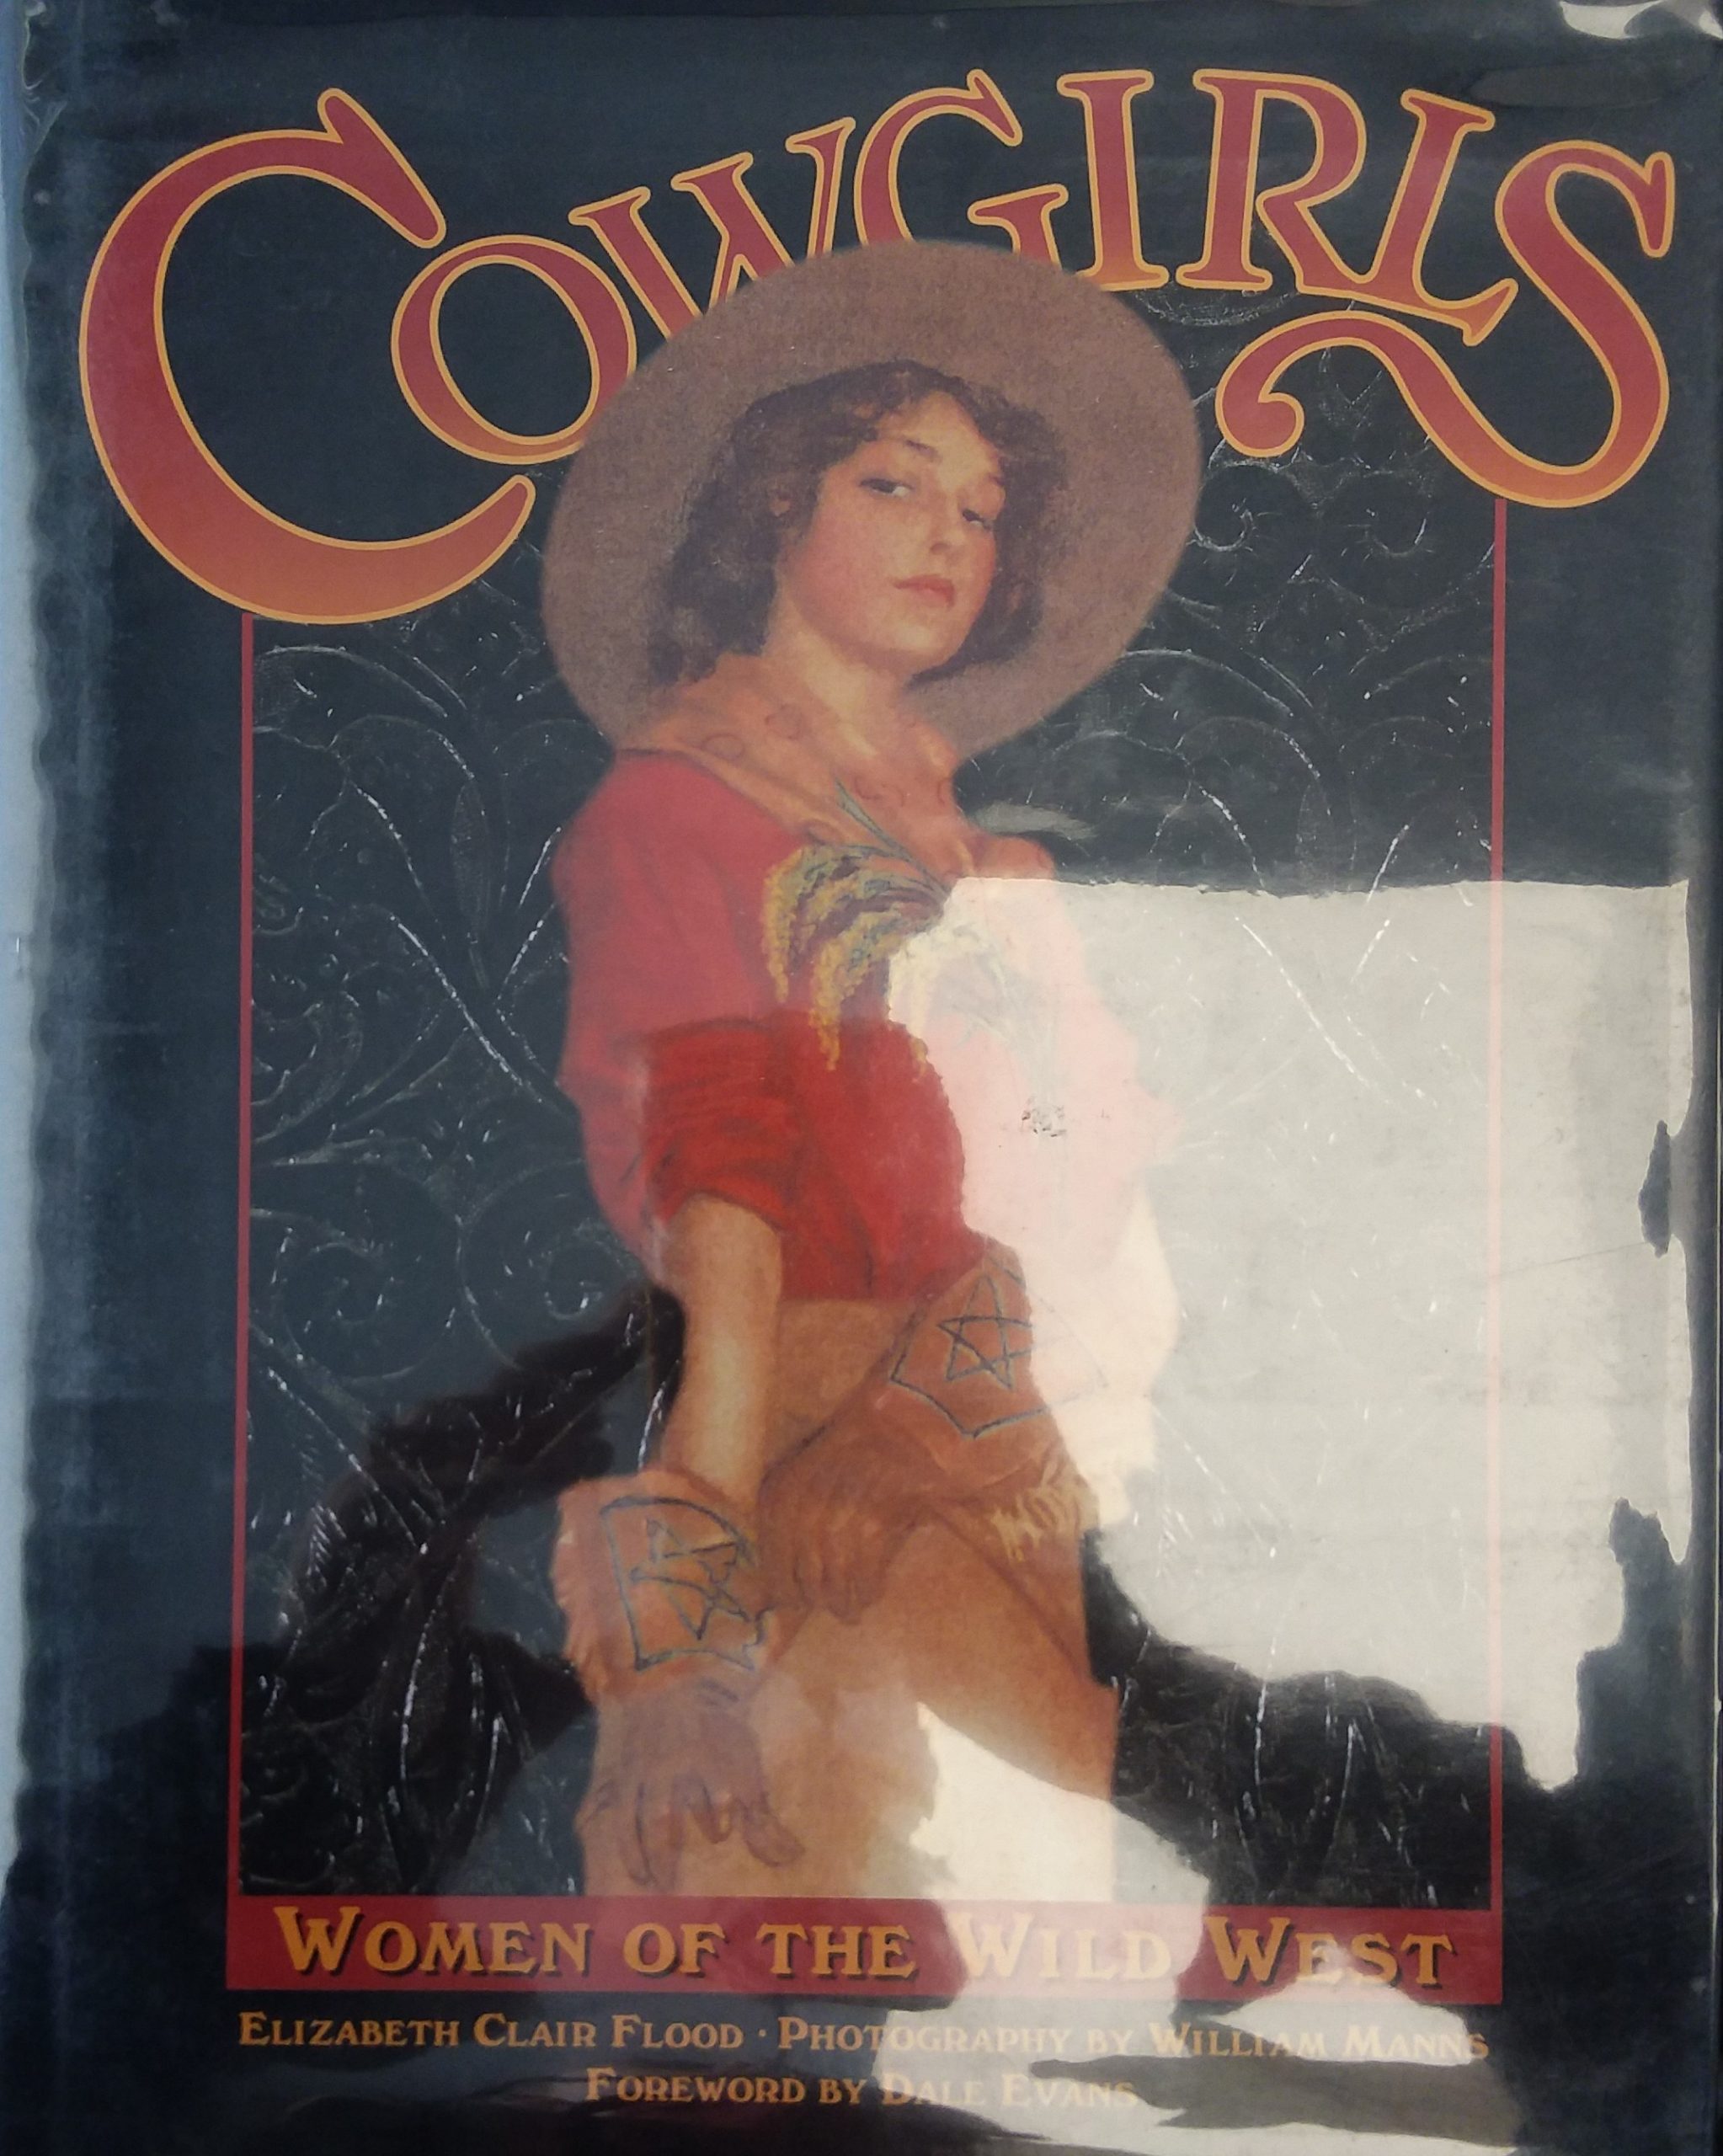 COWGIRLS
WOMEN OF THE WILD WEST
ELIZABETH CLAIR FLOOD · PHOTOGRAPHY BY WILLIAM MANNS
FOREWORD BY DALE EVANS